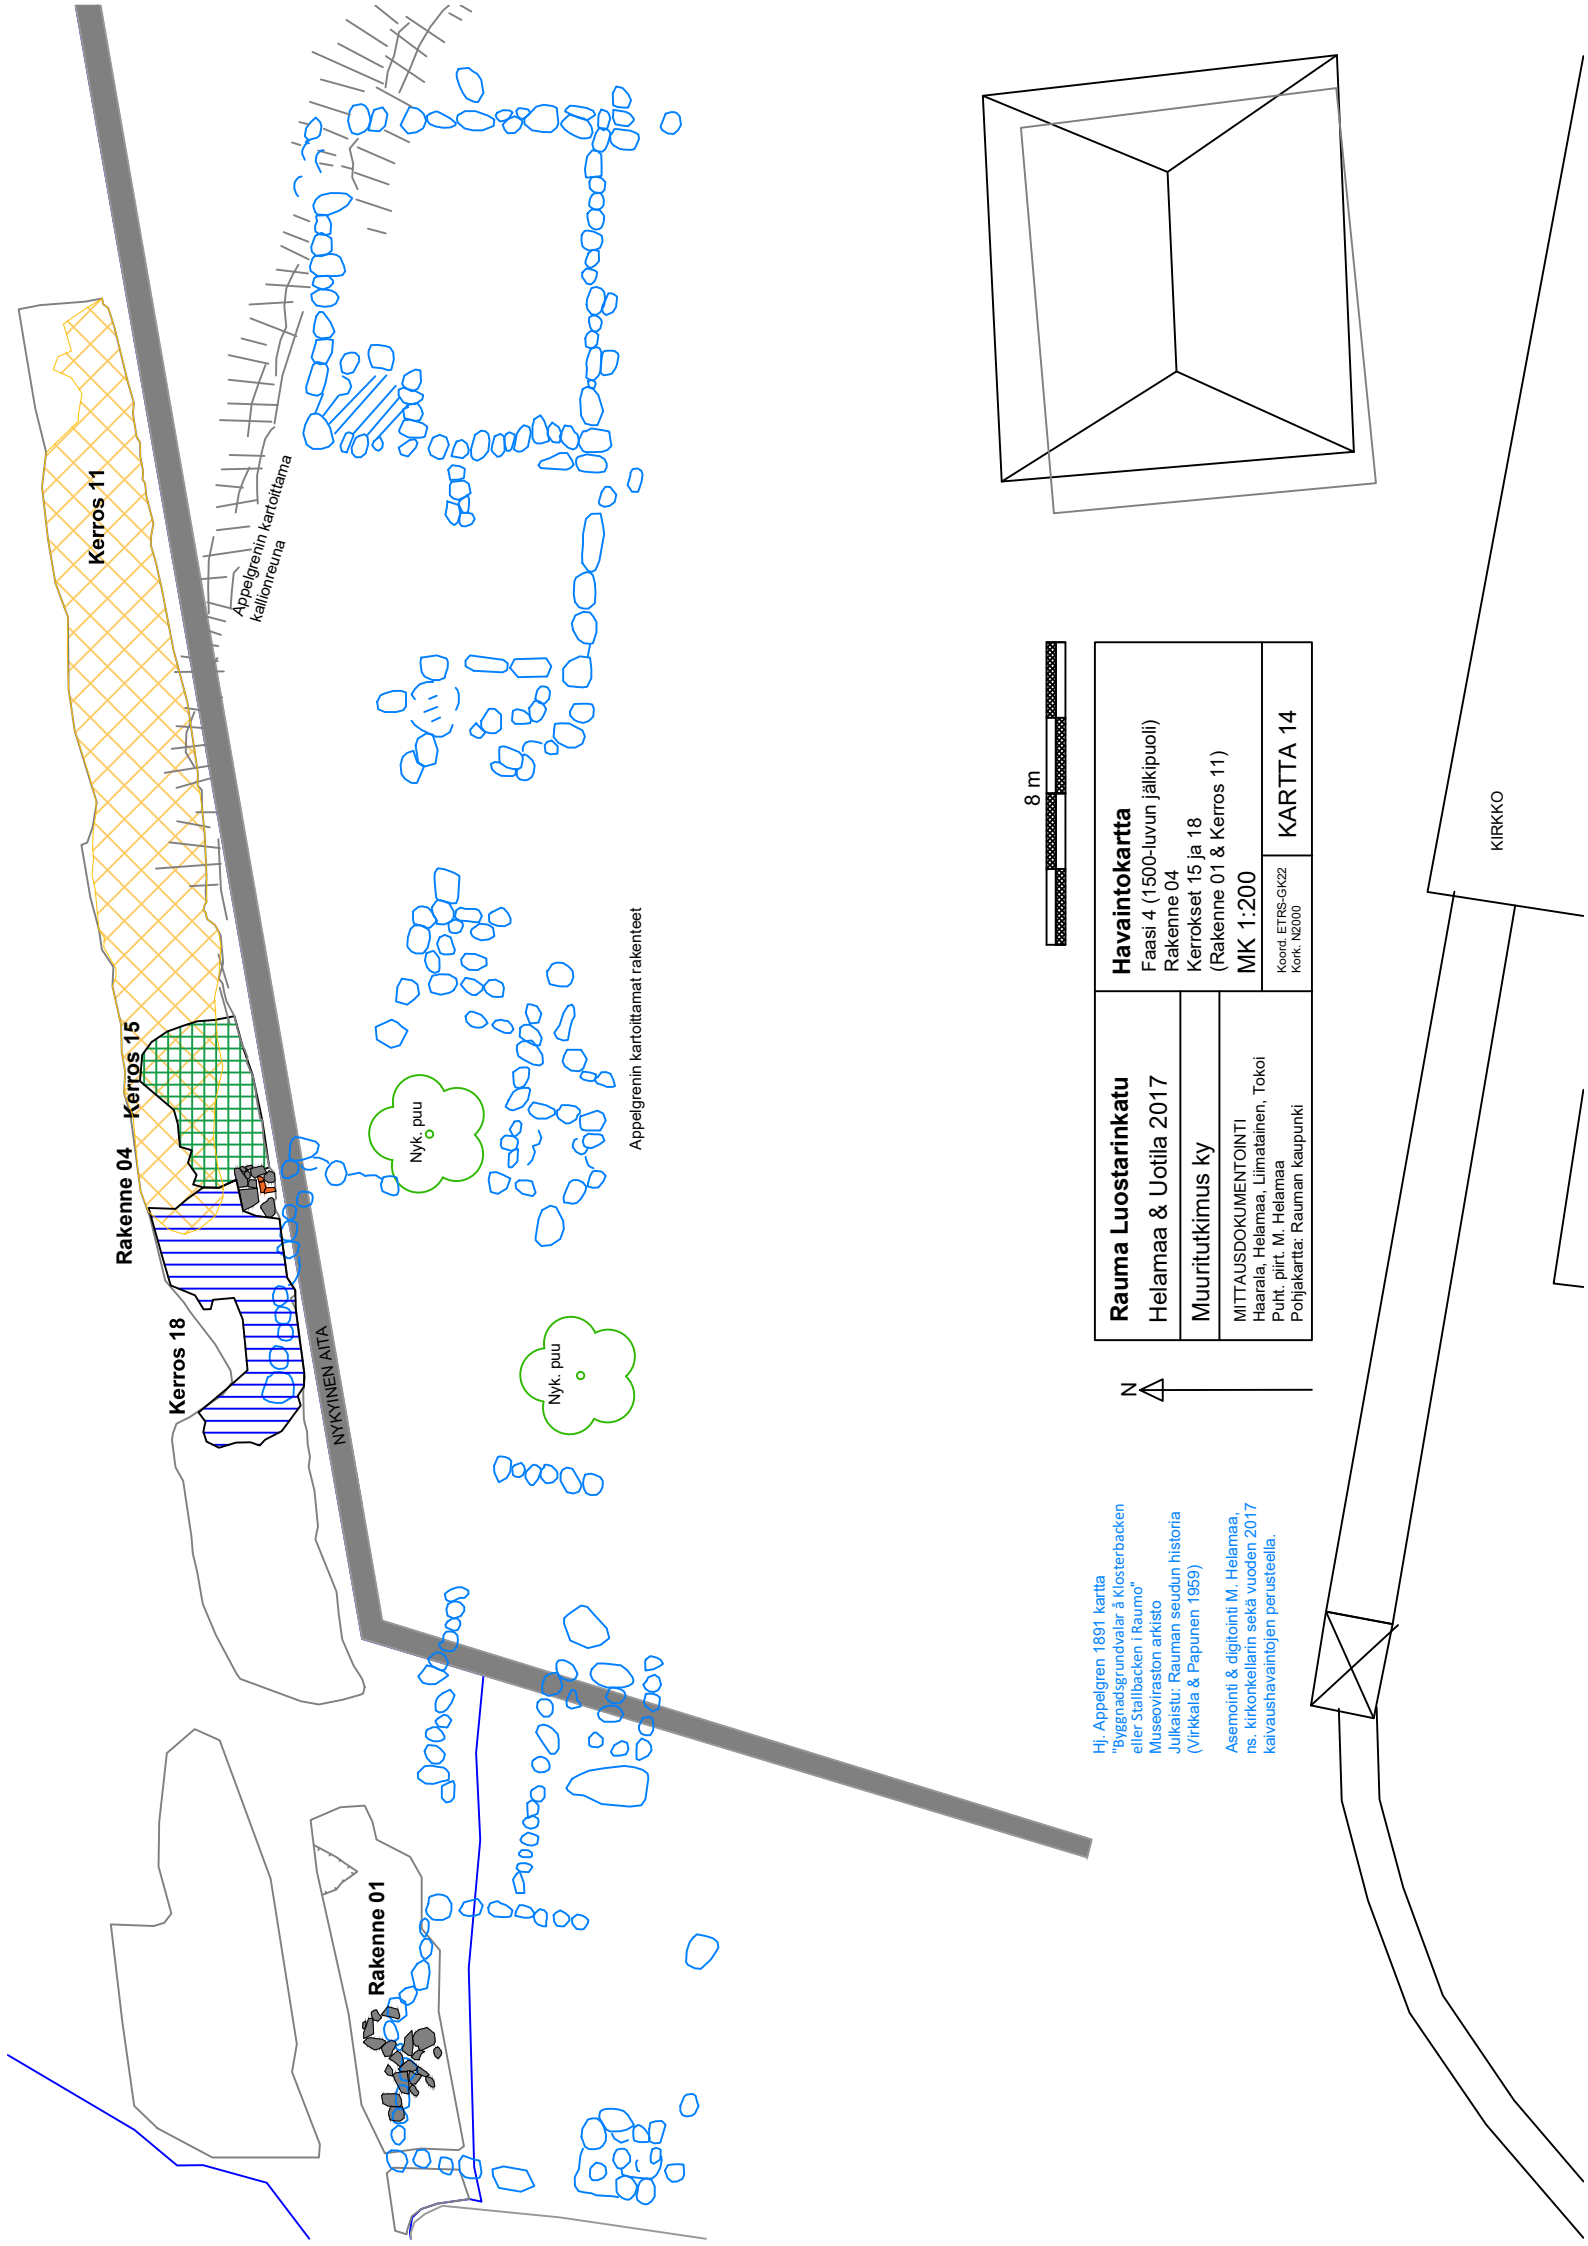 Kerros 11
Appelgrenin kartoittama
kallionreuna
Kerros 15
Rakenne 04
Kerros 18
NYKYINEN AITA
Nyk. puu
Nyk. puu
Appelgrenin kartoittamat rakenteet
Rakenne 01
8 m
Rauma Luostarinkatu
Helamaa & Uotila 2017
Muuritutkimus ky
MITTAUSDOKUMENTOINTI
Haarala, Helamaa, Liimatainen, Tokoi
Puht. piirt. M. Helamaa
Pohjakartta: Rauman kaupunki
Havaintokartta
Faasi 4 (1500-luvun jälkipuoli)
Rakenne 04
Kerrokset 15 ja 18
(Rakenne 01 & Kerros 11)
MK 1:200
Koord. ETRS-GK22
Kork. N2000
KARTTA 14
N
KIRKKO
Hj. Appelgren 1891 kartta
"Byggnadsgrundvalar å Klosterbacken
eller Stallbacken i Raumo"
Museoviraston arkisto
Julkaistu: Rauman seudun historia
(Virkkala & Papunen 1959)
Asemointi & digitointi M. Helamaa,
ns. kirkonkellarin sekä vuoden 2017
kaivaushavaintojen perusteella.